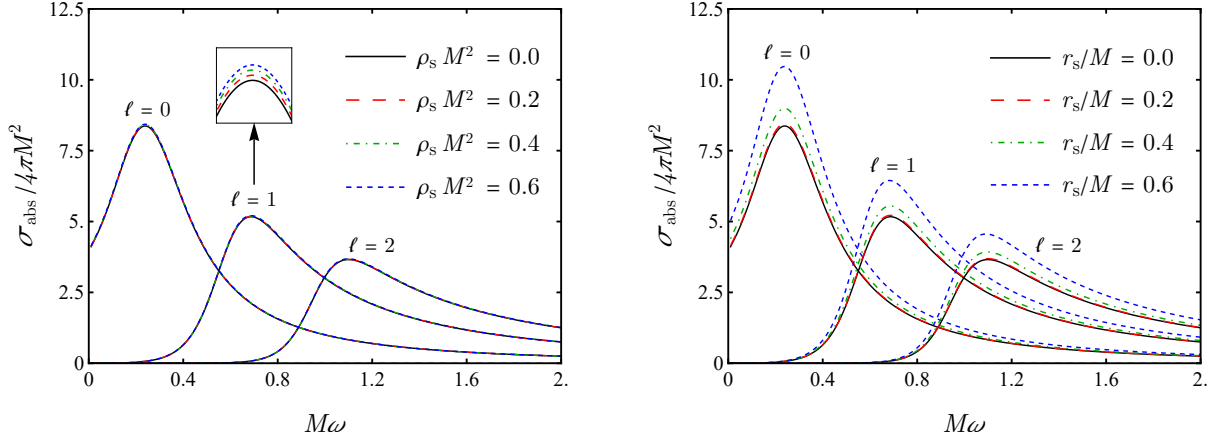 12.5
10.
7.5
5.0
2.5
0
σabs /4πM²
0 0.4 0.8 1.2 1.6 2.
Mω
ℓ = 0
ℓ = 1
ℓ = 2
ρs M² = 0.0
ρs M² = 0.2
ρs M² = 0.4
ρs M² = 0.6
12.5
10.
7.5
5.0
2.5
0
σabs /4πM²
0 0.4 0.8 1.2 1.6 2.
Mω
ℓ = 0
ℓ = 1
ℓ = 2
rs/M = 0.0
rs/M = 0.2
rs/M = 0.4
rs/M = 0.6